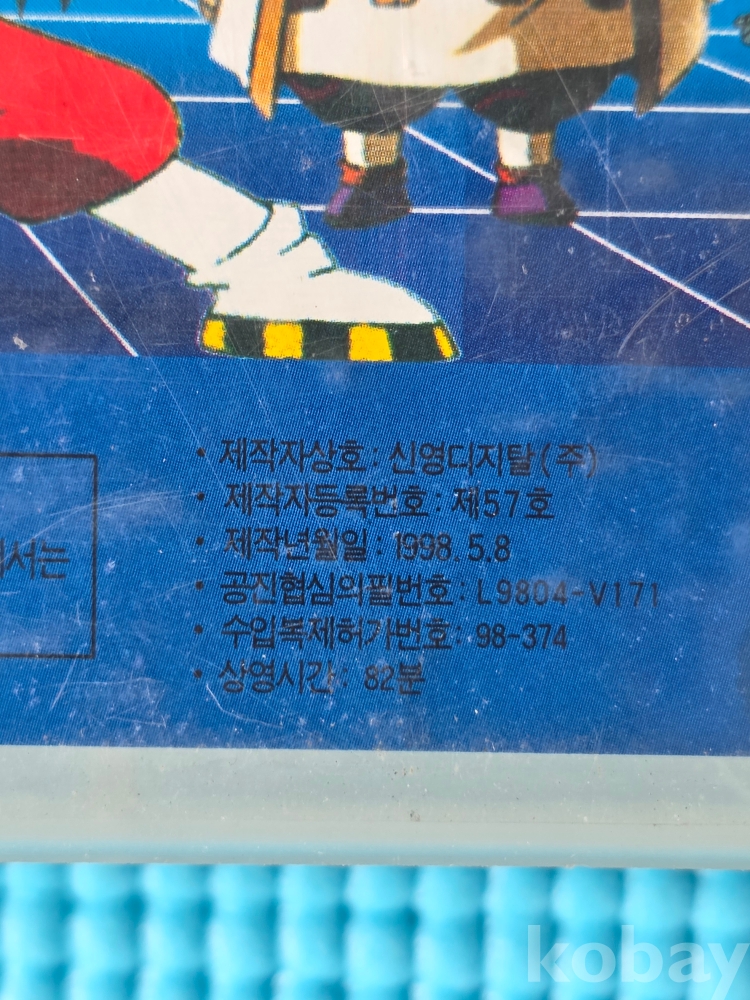 · 제작자상호 : 신영디지탈(주)
· 제작자등록번호 : 제57호
· 제작년월일 : 1998. 5. 8
· 공진협심의필번호 : L9804-V171
에서는
· 수입복제허가번호 : 98-374
· 상영시간 : 82분
kobay